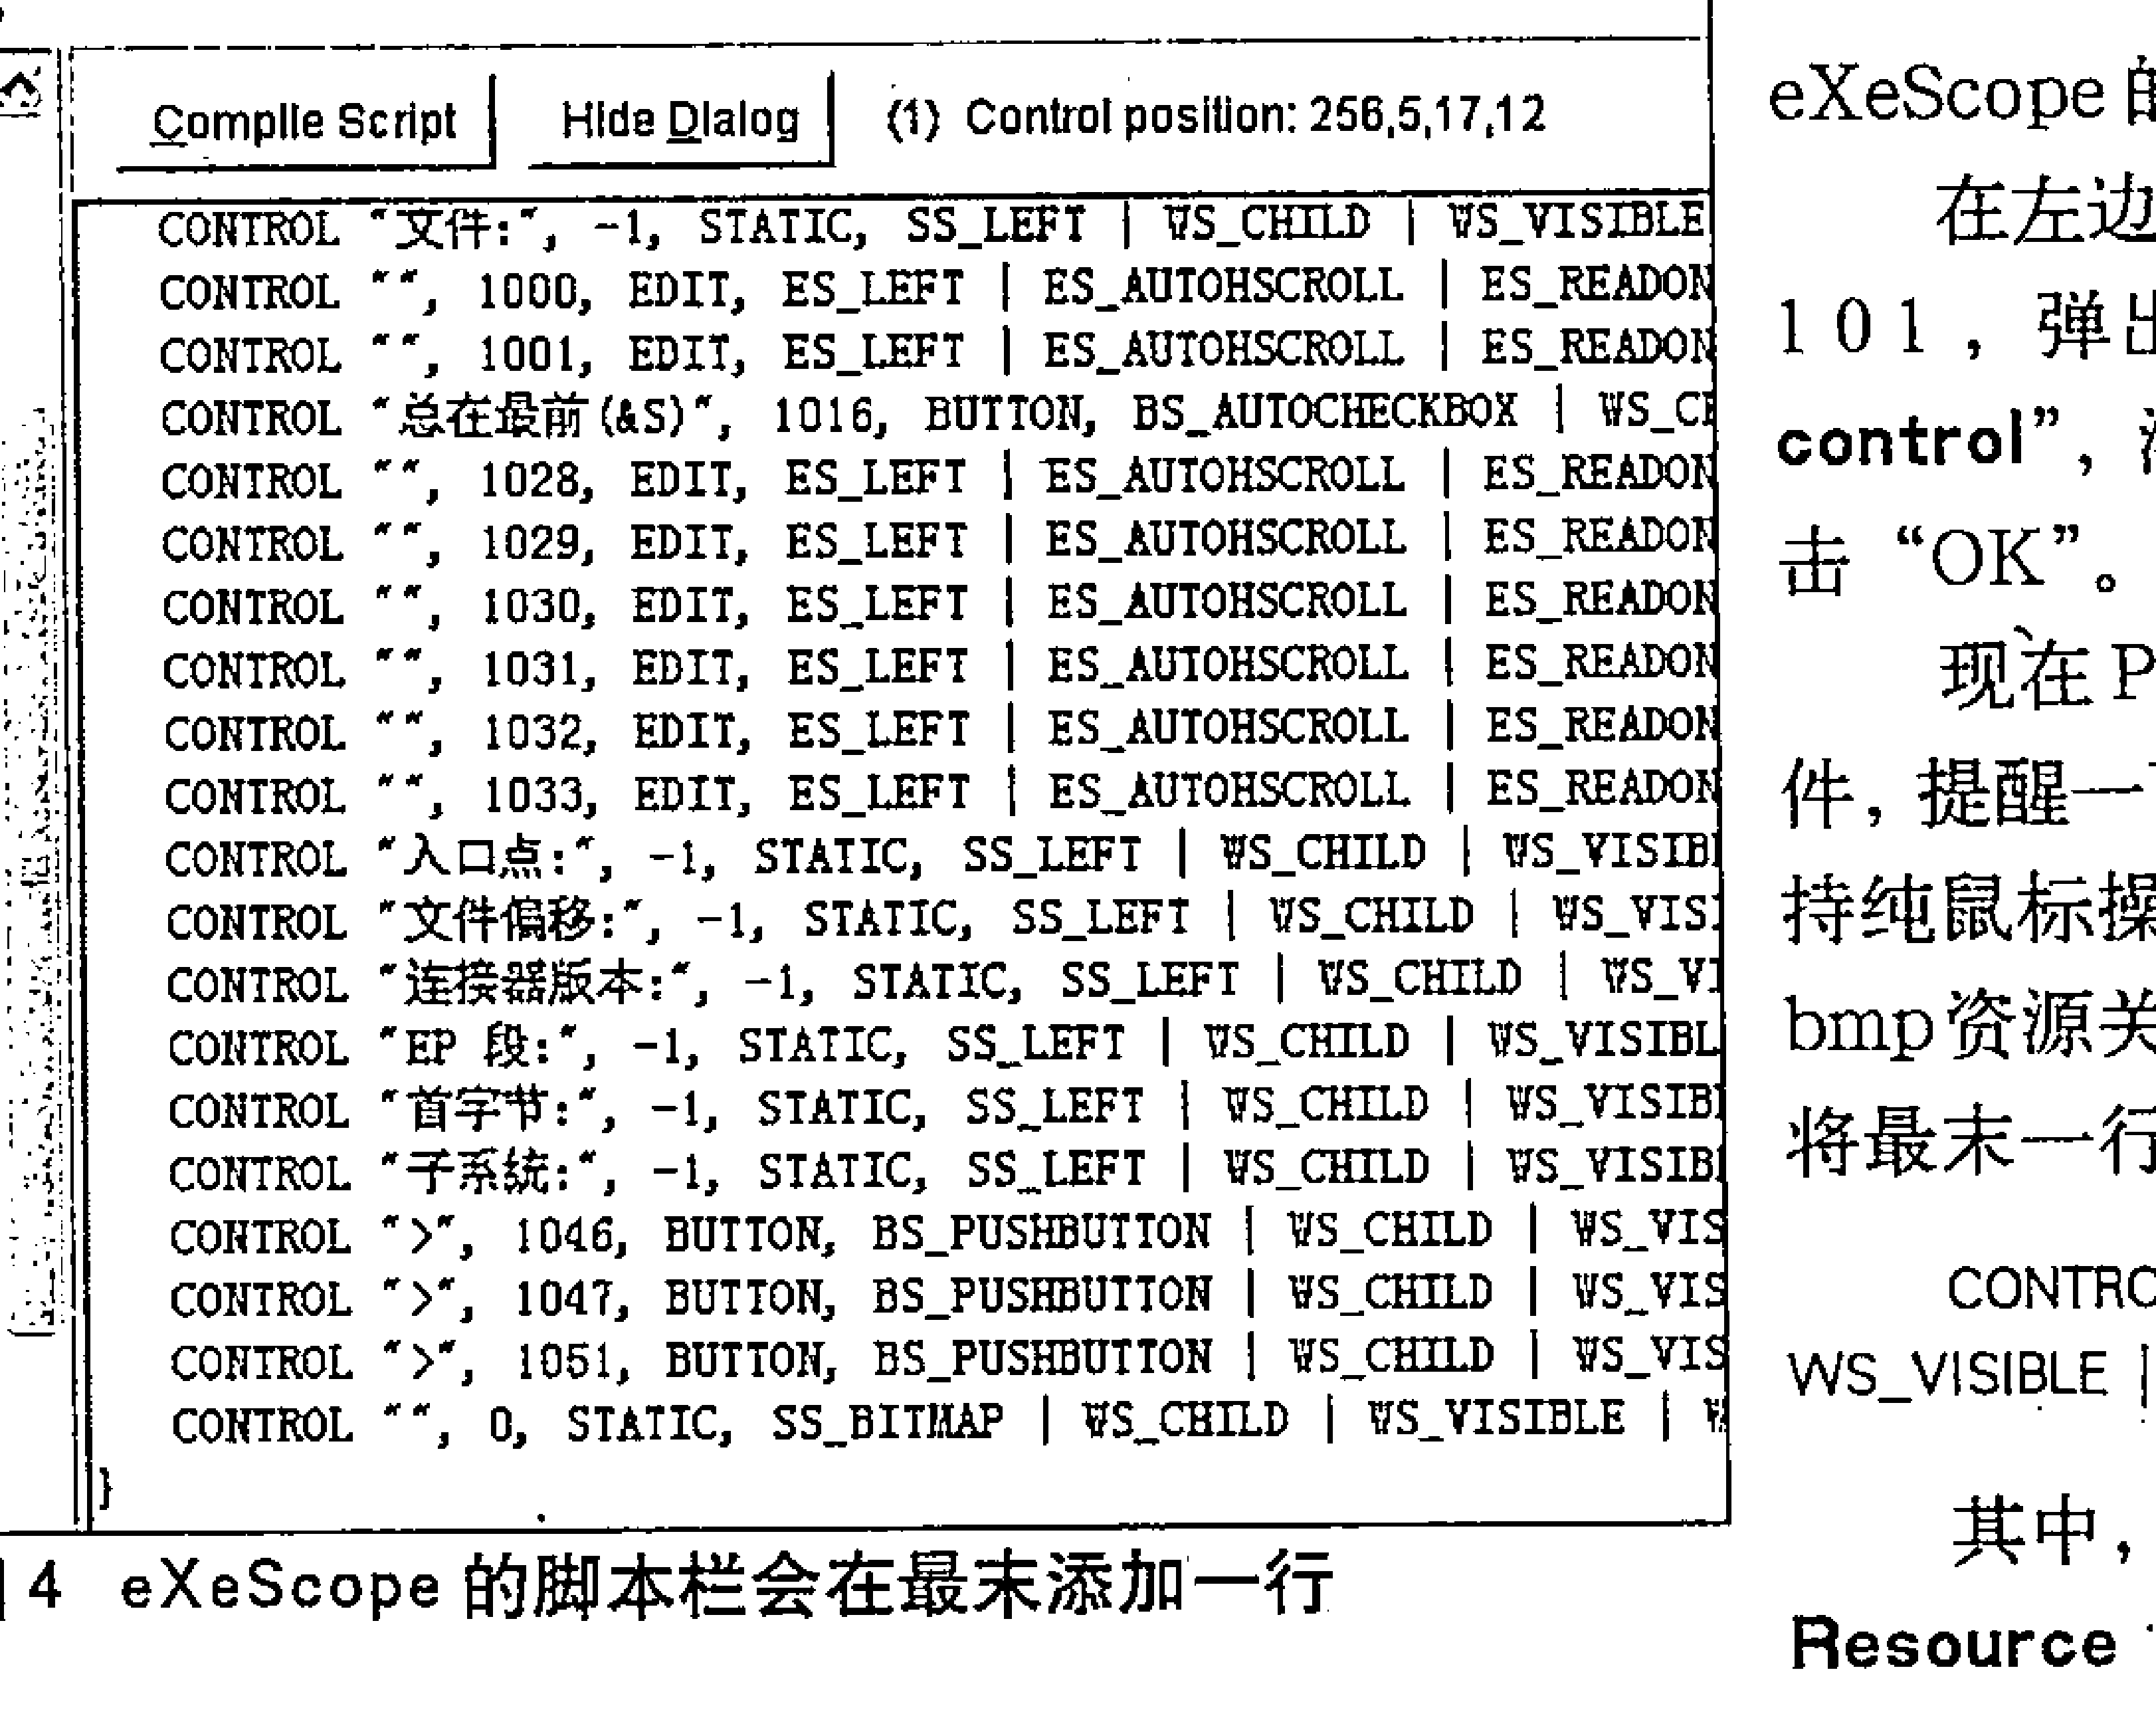 Compile Script Hide Dialog (1) Control position: 256,5,17,12
CONTROL "文件:", -1, STATIC, SS_LEFT | WS_CHILD | WS_VISIBLE
CONTROL "", 1000, EDIT, ES_LEFT | ES_AUTOHSCROLL | ES_READON
CONTROL "", 1001, EDIT, ES_LEFT | ES_AUTOHSCROLL | ES_READON
CONTROL "总在最前(&S)", 1016, BUTTON, BS_AUTOCHECKBOX | WS_CH
CONTROL "", 1028, EDIT, ES_LEFT | ES_AUTOHSCROLL | ES_READON
CONTROL "", 1029, EDIT, ES_LEFT | ES_AUTOHSCROLL | ES_READON
CONTROL "", 1030, EDIT, ES_LEFT | ES_AUTOHSCROLL | ES_READON
CONTROL "", 1031, EDIT, ES_LEFT | ES_AUTOHSCROLL | ES_READON
CONTROL "", 1032, EDIT, ES_LEFT | ES_AUTOHSCROLL | ES_READON
CONTROL "", 1033, EDIT, ES_LEFT | ES_AUTOHSCROLL | ES_READON
CONTROL "入口点:", -1, STATIC, SS_LEFT | WS_CHILD | WS_VISIB
CONTROL "文件偏移:", -1, STATIC, SS_LEFT | WS_CHILD | WS_VIS
CONTROL "连接器版本:", -1, STATIC, SS_LEFT | WS_CHILD | WS_VI
CONTROL "EP 段:", -1, STATIC, SS_LEFT | WS_CHILD | WS_VISIBL
CONTROL "首字节:", -1, STATIC, SS_LEFT | WS_CHILD | WS_VISIB
CONTROL "子系统:", -1, STATIC, SS_LEFT | WS_CHILD | WS_VISIB
CONTROL ">", 1046, BUTTON, BS_PUSHBUTTON | WS_CHILD | WS_VIS
CONTROL ">", 1047, BUTTON, BS_PUSHBUTTON | WS_CHILD | WS_VIS
CONTROL ">", 1051, BUTTON, BS_PUSHBUTTON | WS_CHILD | WS_VIS
CONTROL "", 0, STATIC, SS_BITMAP | WS_CHILD | WS_VISIBLE |
}
4 eXeScope 的脚本栏会在最末添加一行
eXeScope 的
在左边
101，弹出
control”，
击 “OK”。
现在 P
件，提醒一
持纯鼠标操
bmp 资源关
将最末一行
CONTRO
WS_VISIBLE |
其中，
Resource